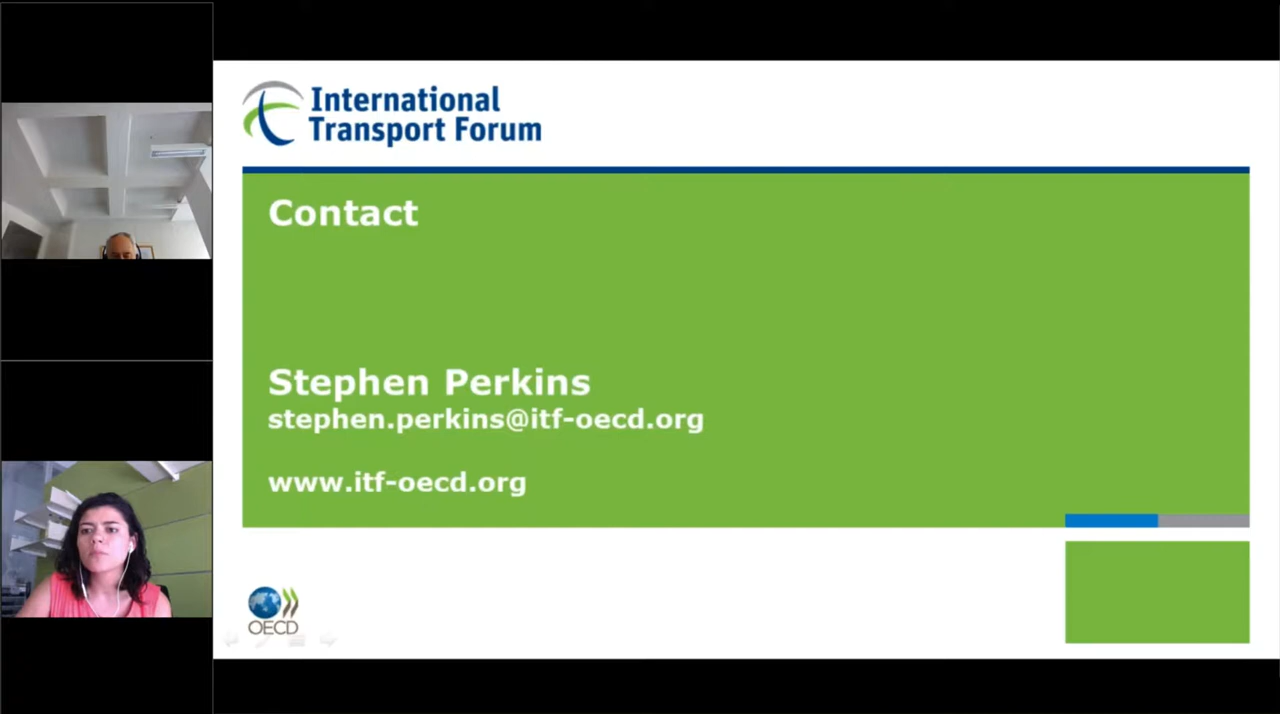 International
Transport Forum
Contact
Stephen Perkins
stephen.perkins@itf-oecd.org
www.itf-oecd.org
OECD